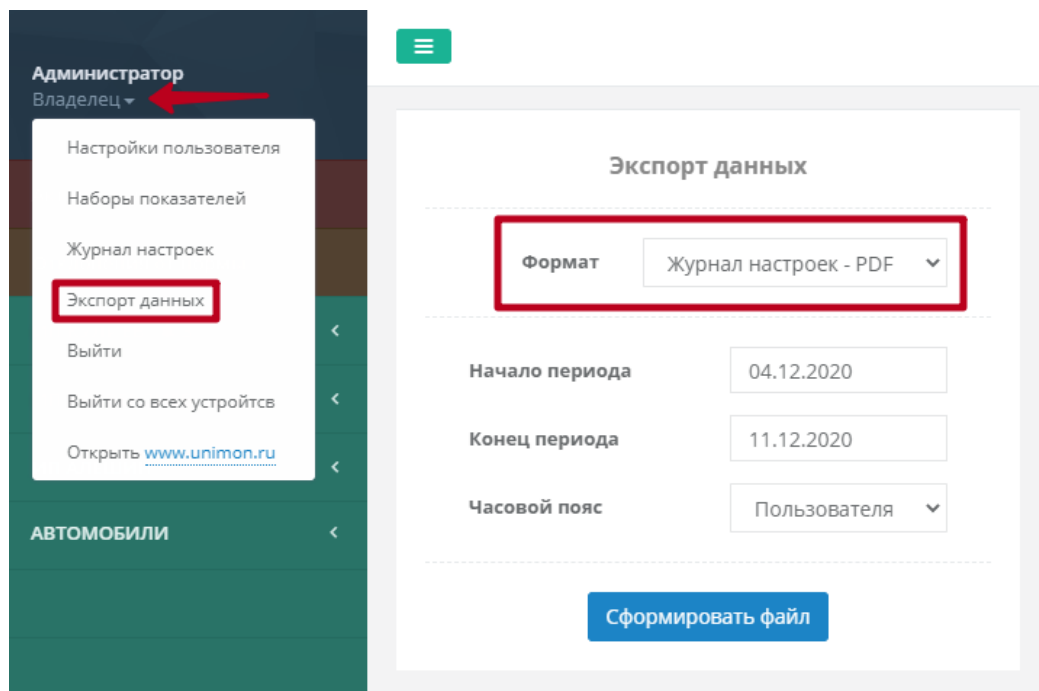 Администратор
Владелец
Настройки пользователя
Наборы показателей
Журнал настроек
Экспорт данных
Выйти
Выйти со всех устройтсв
Открыть www.unimon.ru
АВТОМОБИЛИ
Экспорт данных
Формат Журнал настроек - PDF
Начало периода 04.12.2020
Конец периода 11.12.2020
Часовой пояс Пользователя
Сформировать файл